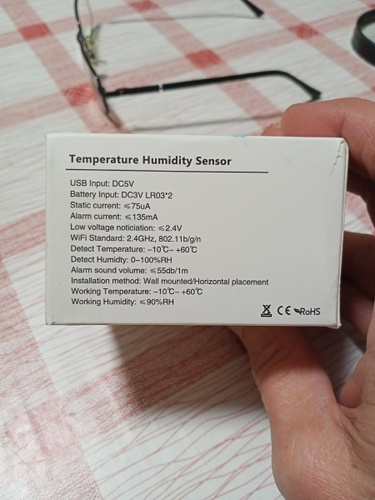 Temperature Humidity Sensor
USB Input: DC5V
Battery Input: DC3V LR03*2
Static current: ≤75uA
Alarm current: ≤135mA
Low voltage noticiation: ≤2.4V
WiFi Standard: 2.4GHz, 802.11b/g/n
Detect Temperature: –10℃– +60℃
Detect Humidty: 0–100%RH
Alarm sound volume: ≤55db/1m
Installation method: Wall mounted/Horizontal placement
Working Temperature: –10℃– +60℃
Working Humidity: ≤90%RH
CE RoHS